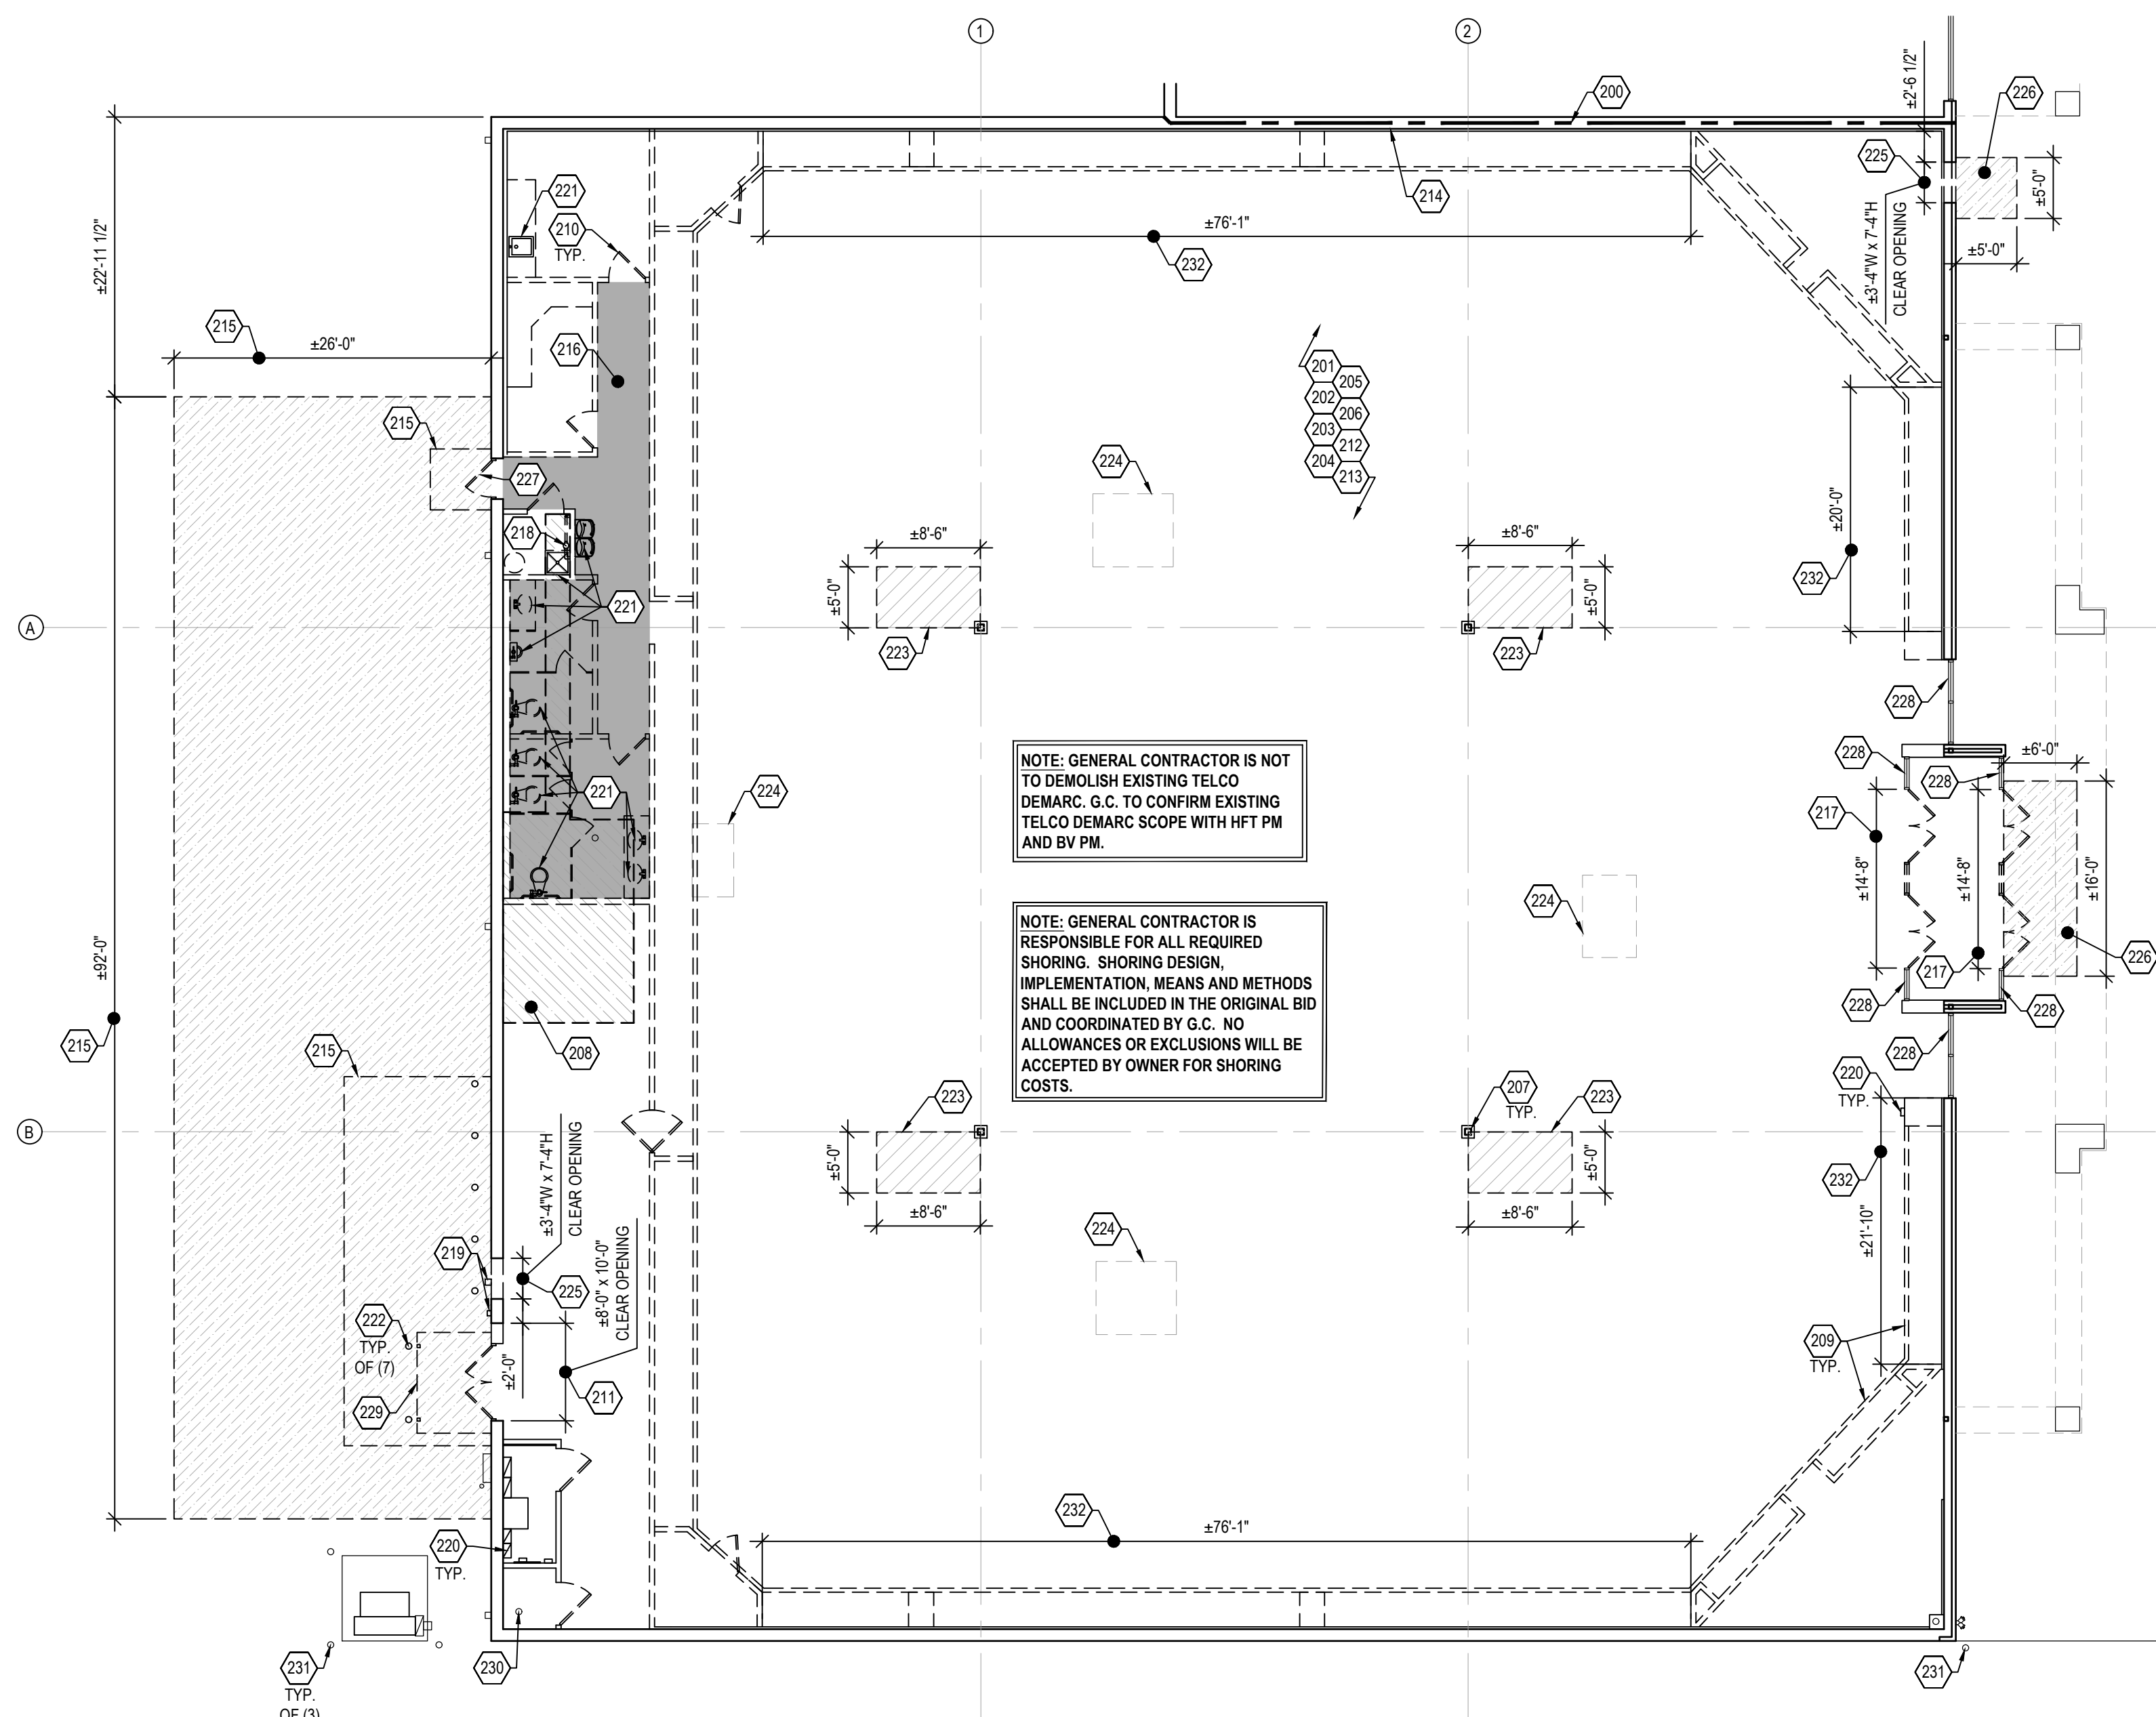 1
2
±2'-6 1/2"
200
226
225
±5'-0"
±3'-4"W x 7'-4"H
CLEAR OPENING
±5'-0"
221
210
TYP.
214
±76'-1"
232
±22'-11 1/2"
215
±26'-0"
216
201
205
202
206
203
212
204
213
215
227
224
±20'-0"
218
±8'-6"
±8'-6"
232
±5'-0"
±5'-0"
221
A
223
223
228
NOTE: GENERAL CONTRACTOR IS NOT
TO DEMOLISH EXISTING TELCO
DEMARC. G.C. TO CONFIRM EXISTING
TELCO DEMARC SCOPE WITH HFT PM
AND BV PM.
228
±6'-0"
228
221
224
217
±14'-8"
±14'-8"
±16'-0"
224
NOTE: GENERAL CONTRACTOR IS
RESPONSIBLE FOR ALL REQUIRED
SHORING. SHORING DESIGN,
IMPLEMENTATION, MEANS AND METHODS
SHALL BE INCLUDED IN THE ORIGINAL BID
AND COORDINATED BY G.C. NO
ALLOWANCES OR EXCLUSIONS WILL BE
ACCEPTED BY OWNER FOR SHORING
COSTS.
±92'-0"
226
217
228
228
215
215
208
228
220
TYP.
223
207
TYP.
223
B
±5'-0"
±5'-0"
232
±3'-4"W x 7'-4"H
CLEAR OPENING
±8'-6"
±8'-6"
±21'-10"
224
219
225
±8'-0" x 10'-0"
CLEAR OPENING
222
TYP.
OF (7)
209
TYP.
±2'-0"
211
229
232
±76'-1"
220
TYP.
231
TYP.
OF (3)
230
231